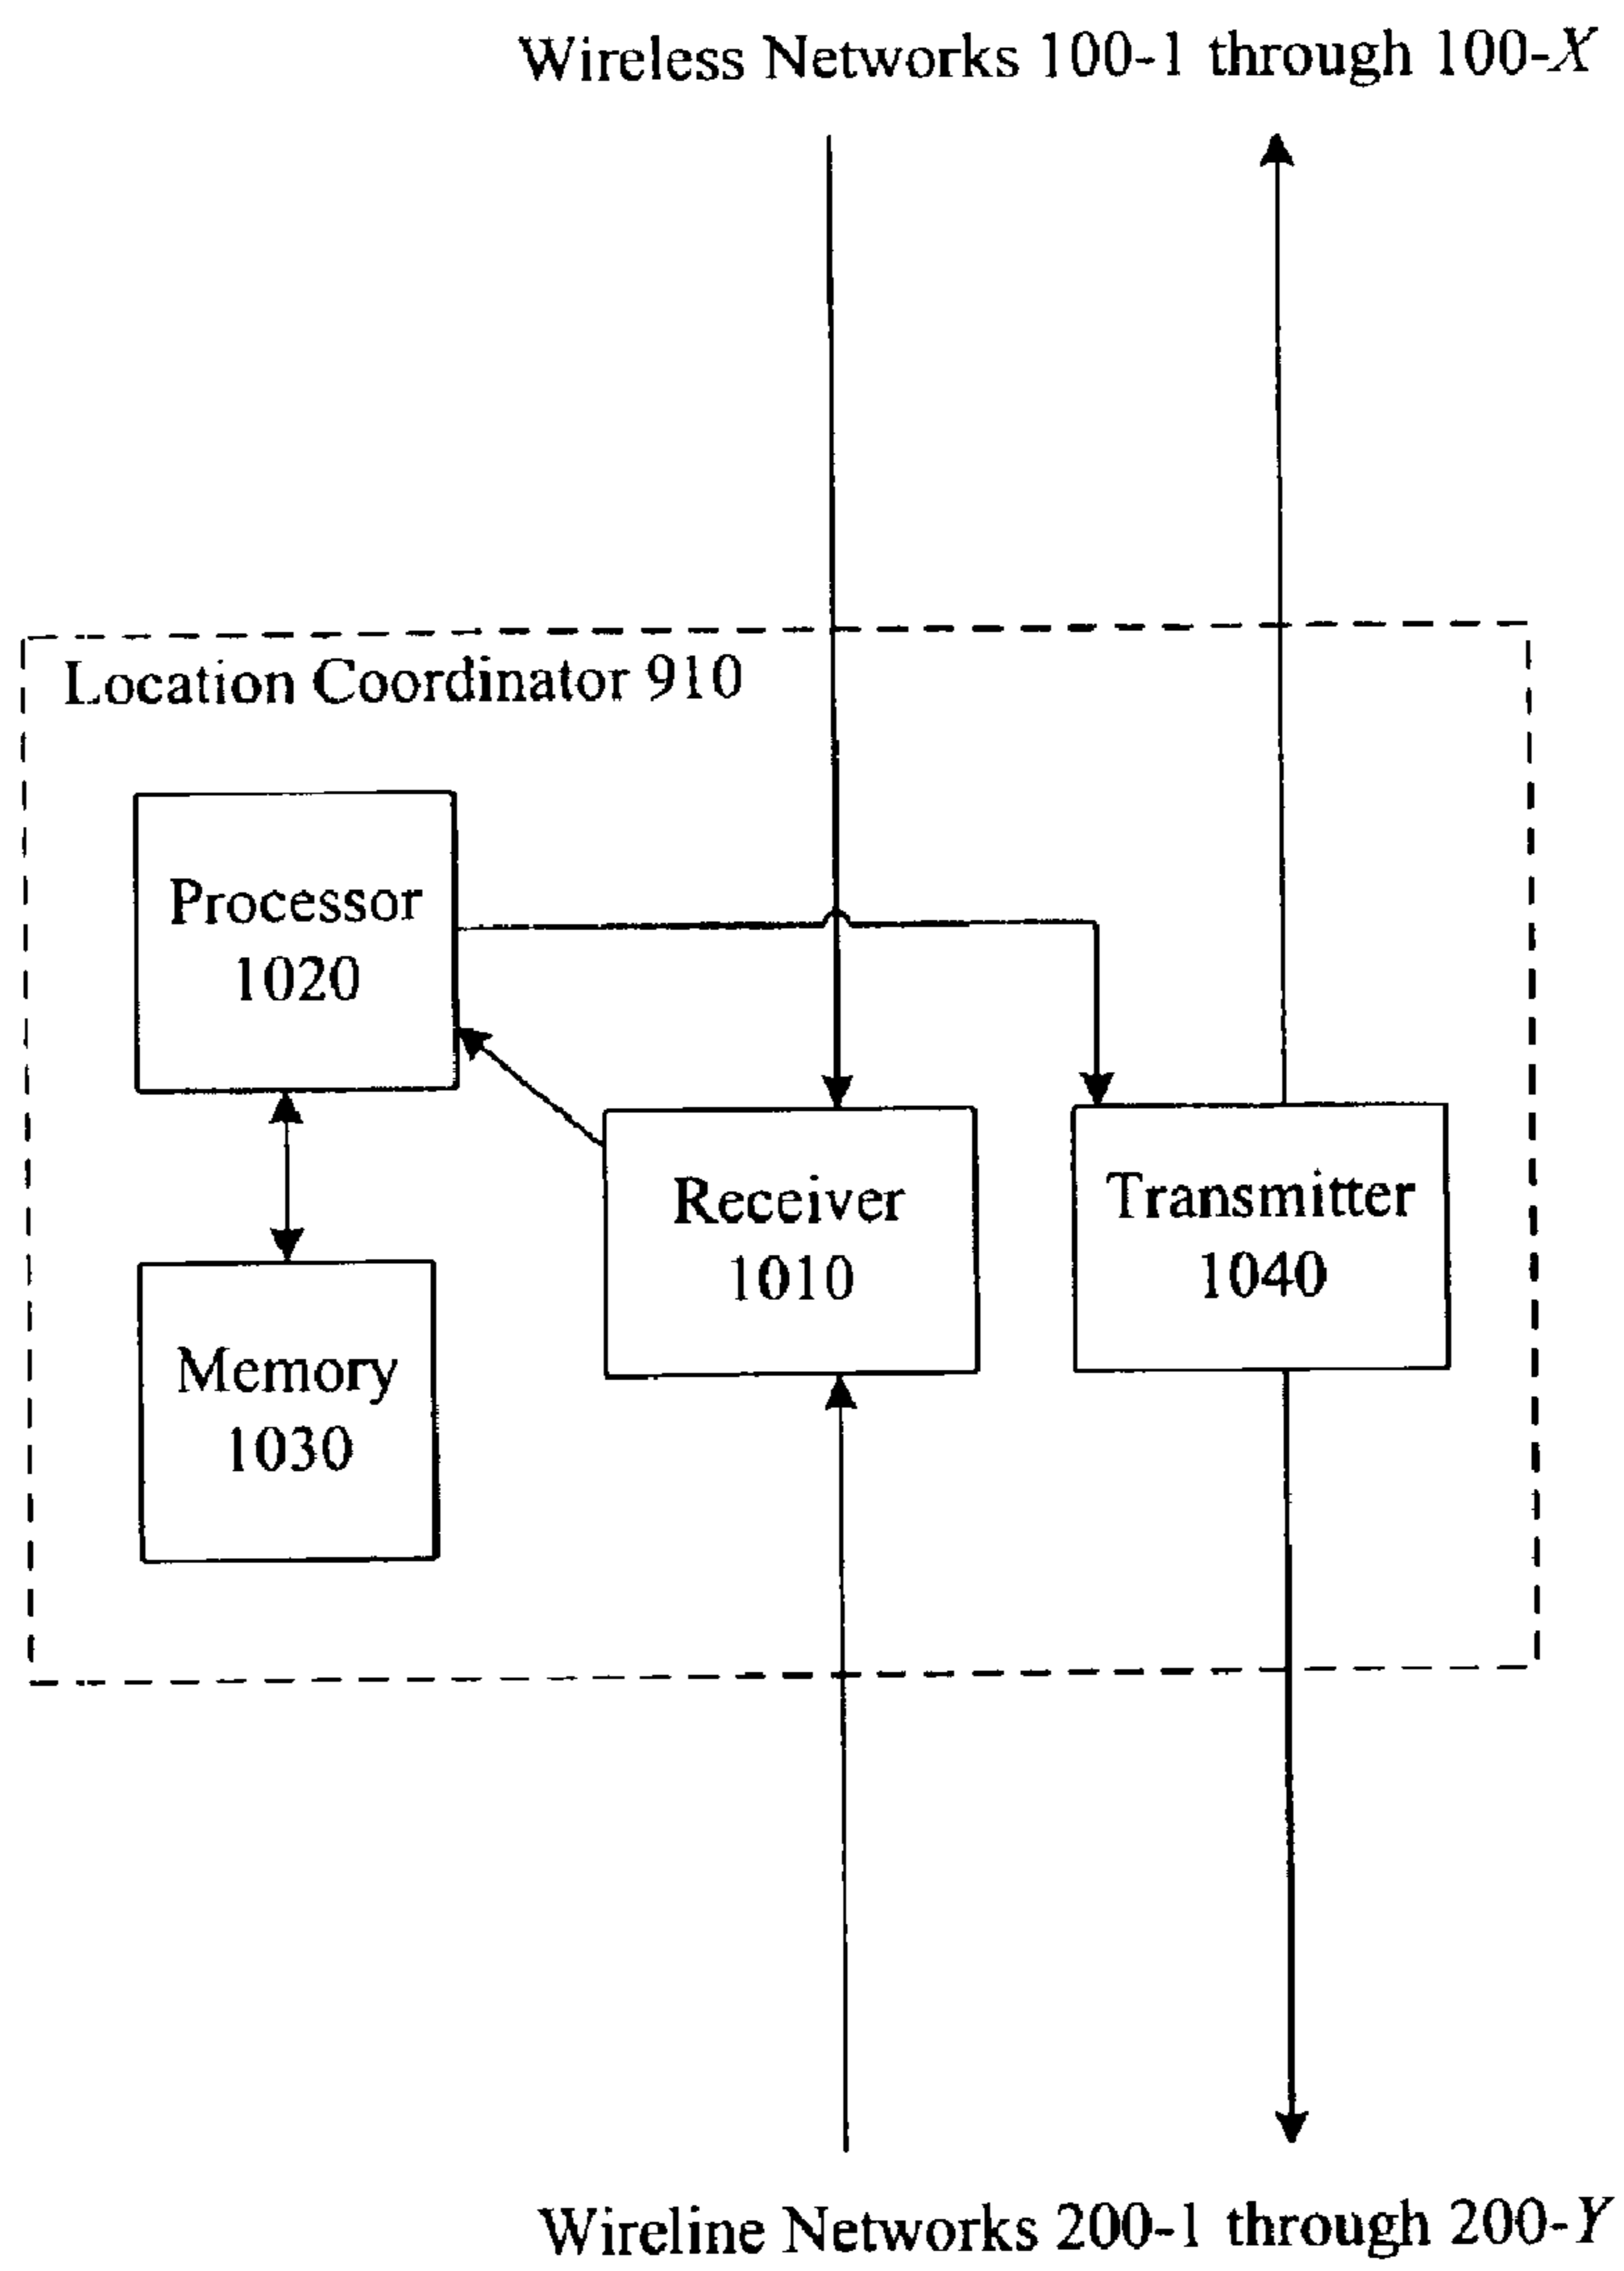 Wireless Networks 100-1 through 100-X
Location Coordinator 910
Processor
1020
Receiver
1010
Transmitter
1040
Memory
1030
Wireline Networks 200-1 through 200-Y